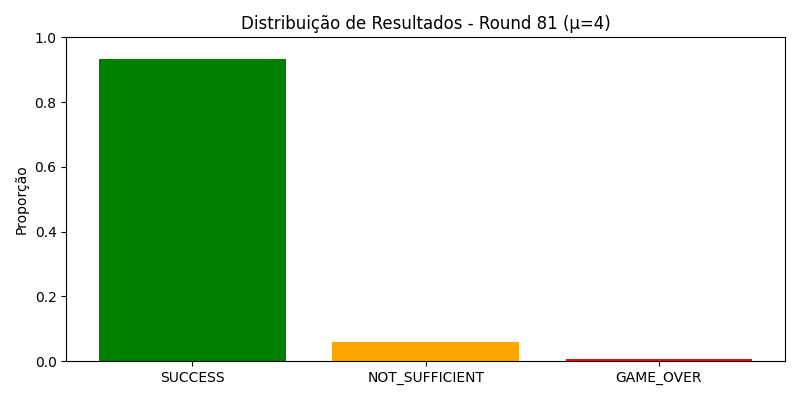 Distribuição de Resultados - Round 81 (μ=4)
1.0
0.8
0.6
0.4
0.2
0.0
Proporção
SUCCESS
NOT_SUFFICIENT
GAME_OVER